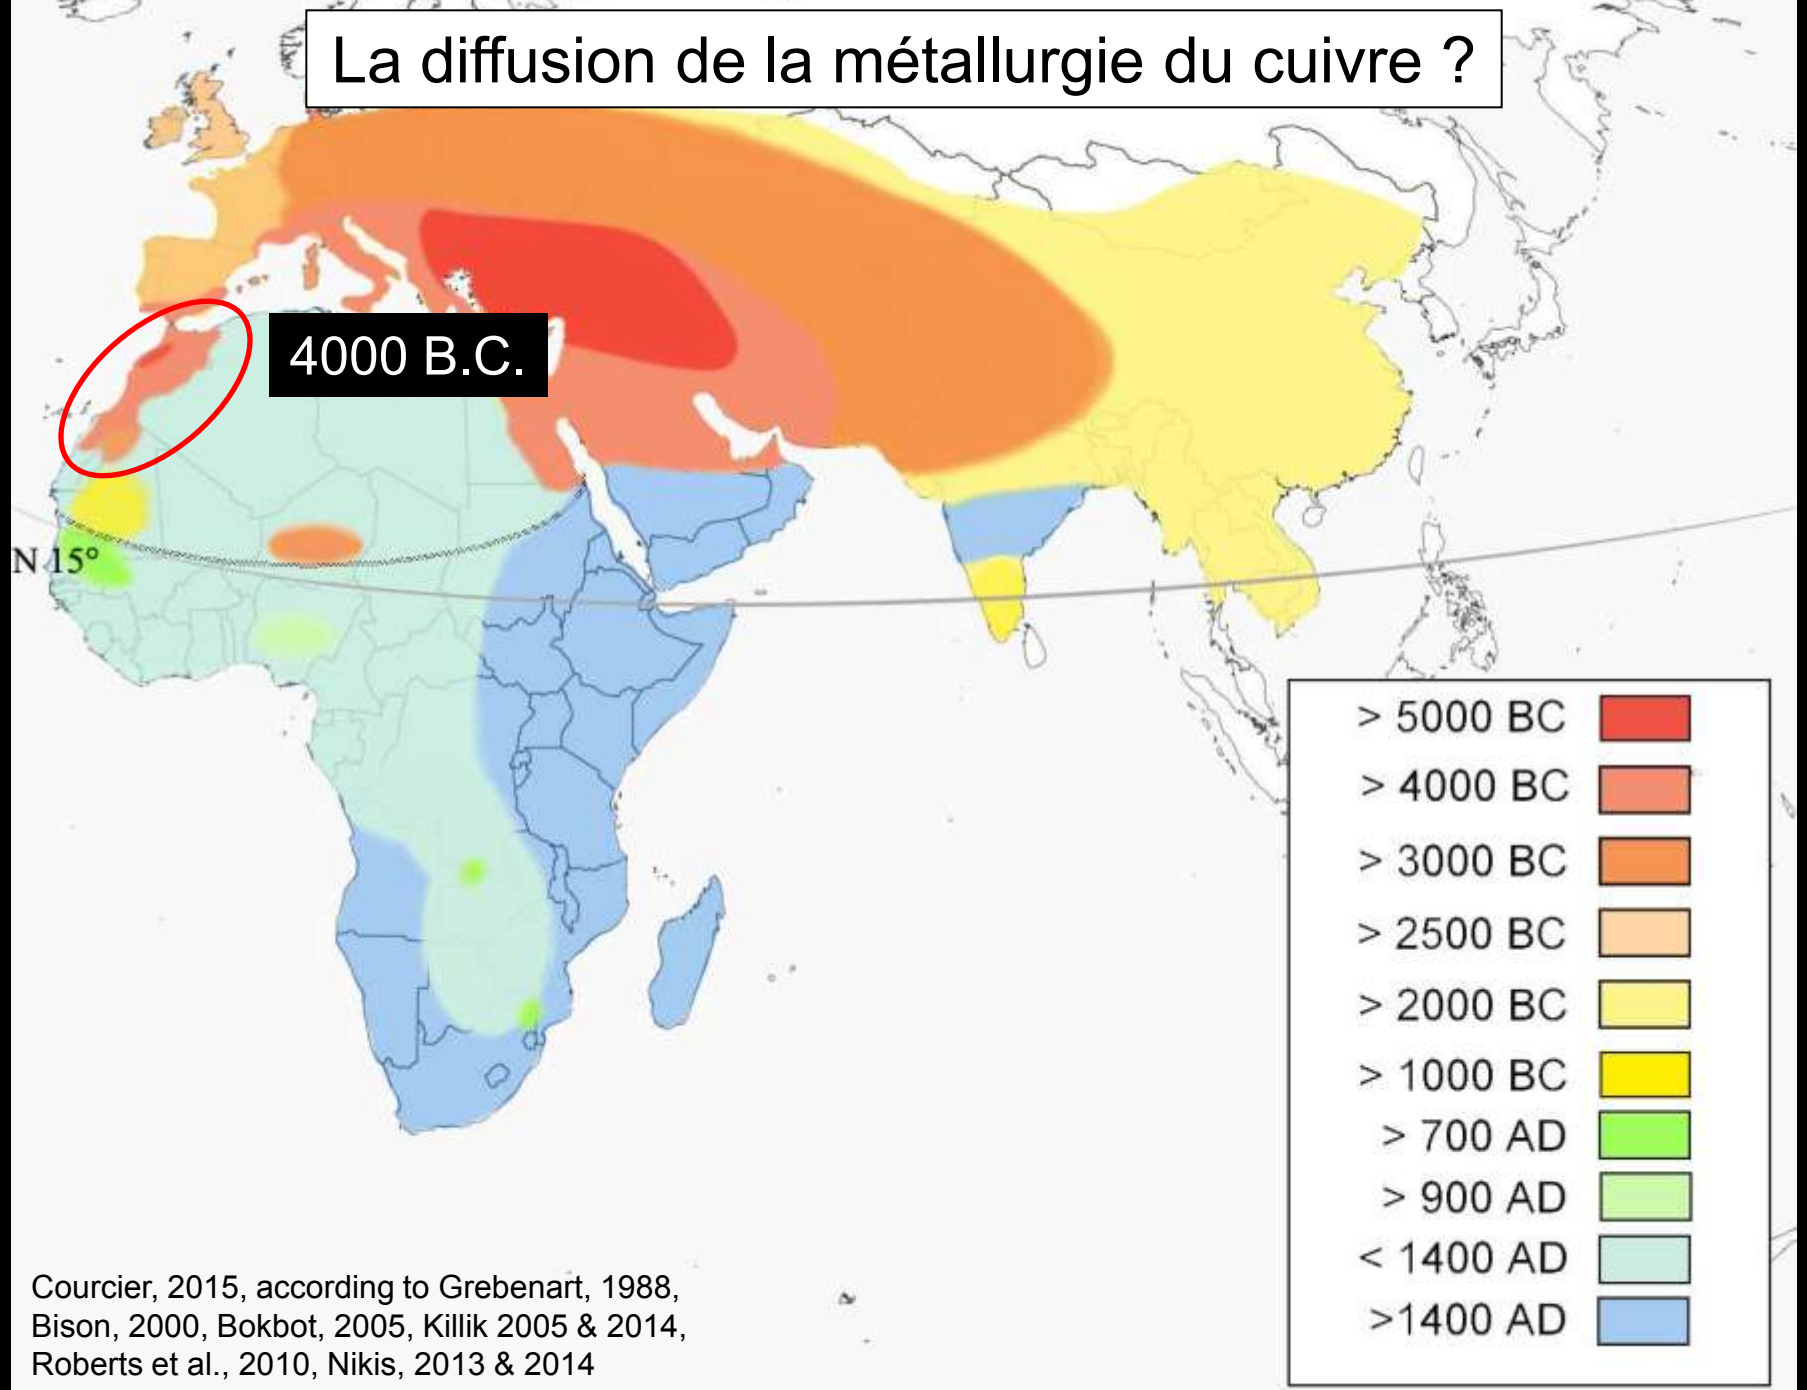 La diffusion de la métallurgie du cuivre ?
4000 B.C.
N 15°
> 5000 BC
> 4000 BC
> 3000 BC
> 2500 BC
> 2000 BC
> 1000 BC
> 700 AD
> 900 AD
< 1400 AD
>1400 AD
Courcier, 2015, according to Grebenart, 1988,
Bison, 2000, Bokbot, 2005, Killik 2005 & 2014,
Roberts et al., 2010, Nikis, 2013 & 2014